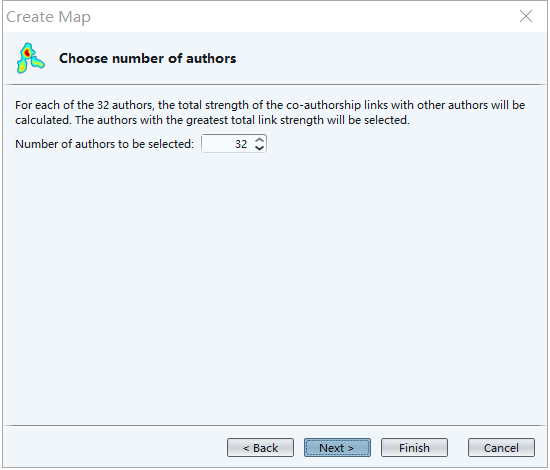 Create Map
Choose number of authors
For each of the 32 authors, the total strength of the co-authorship links with other authors will be
calculated. The authors with the greatest total link strength will be selected.
Number of authors to be selected: 32
< Back Next > Finish Cancel